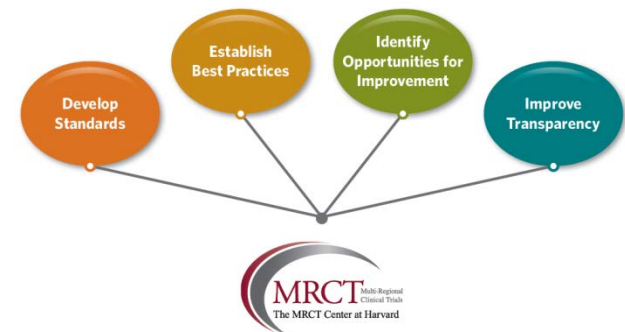 Develop
Standards
Establish
Best Practices
Identify
Opportunities for
Improvement
Improve
Transparency
MRCT Multi-Regional
Clinical Trials
The MRCT Center at Harvard